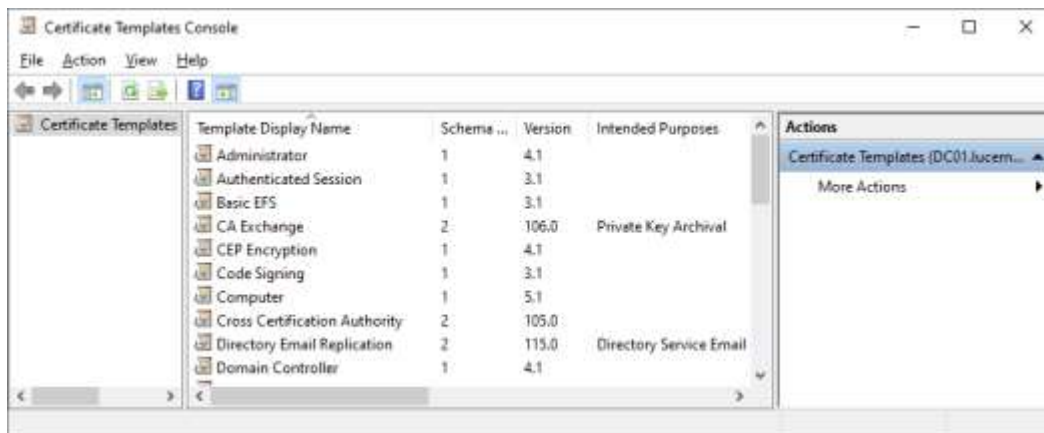 Certificate Templates Console
File Action View Help
Certificate Templates
Template Display Name Schema ... Version Intended Purposes
Administrator 1 4.1
Authenticated Session 1 3.1
Basic EFS 1 3.1
CA Exchange 2 106.0 Private Key Archival
CEP Encryption 1 4.1
Code Signing 1 3.1
Computer 1 5.1
Cross Certification Authority 2 105.0
Directory Email Replication 2 115.0 Directory Service Email
Domain Controller 1 4.1
Actions
Certificate Templates (DC01.lucern...
More Actions